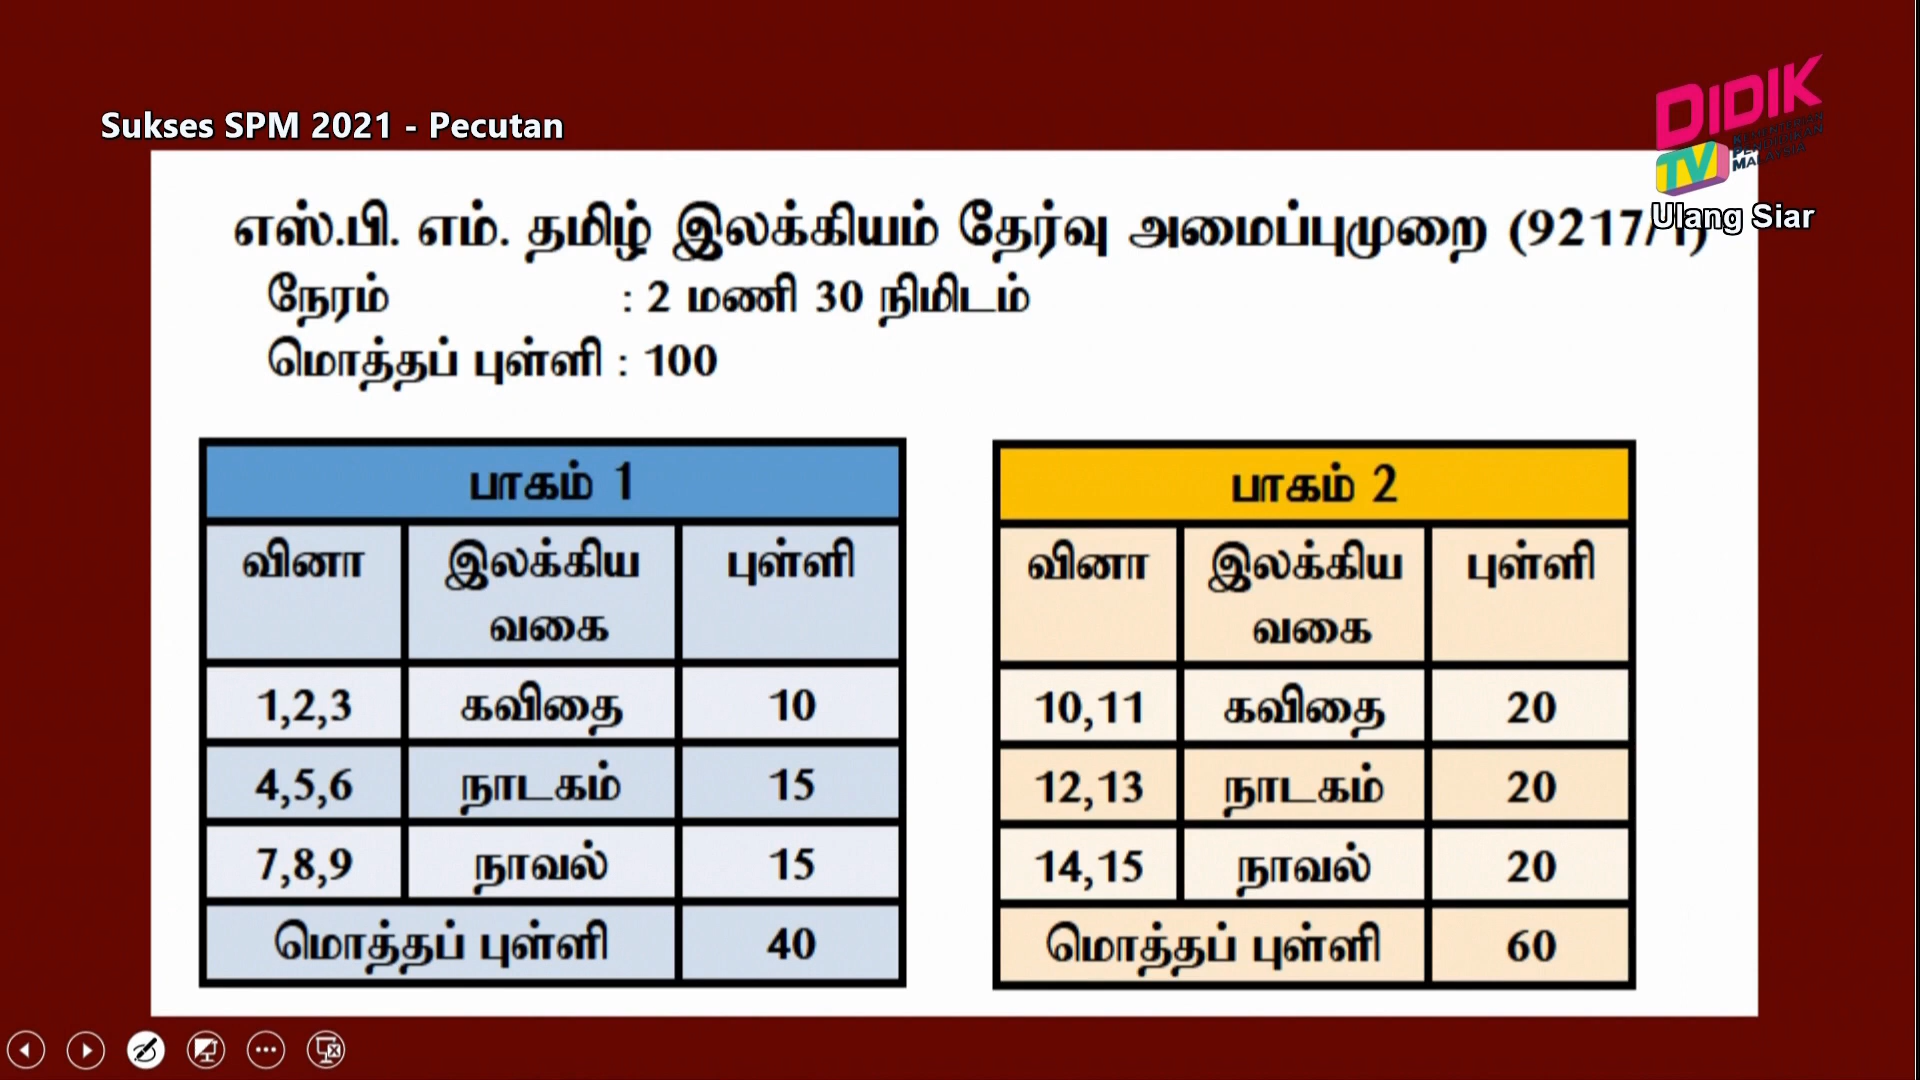 Sukses SPM 2021 - Pecutan
DIDIK
TV
KEMENTERIAN
PENDIDIKAN
MALAYSIA
Ulang Siar
எஸ்.பி. எம். தமிழ் இலக்கியம் தேர்வு அமைப்புமுறை (9217/1)
நேரம் : 2 மணி 30 நிமிடம்
மொத்தப் புள்ளி : 100
பாகம் 1
வினா இலக்கிய வகை புள்ளி
1,2,3 கவிதை 10
4,5,6 நாடகம் 15
7,8,9 நாவல் 15
மொத்தப் புள்ளி 40
பாகம் 2
வினா இலக்கிய வகை புள்ளி
10,11 கவிதை 20
12,13 நாடகம் 20
14,15 நாவல் 20
மொத்தப் புள்ளி 60